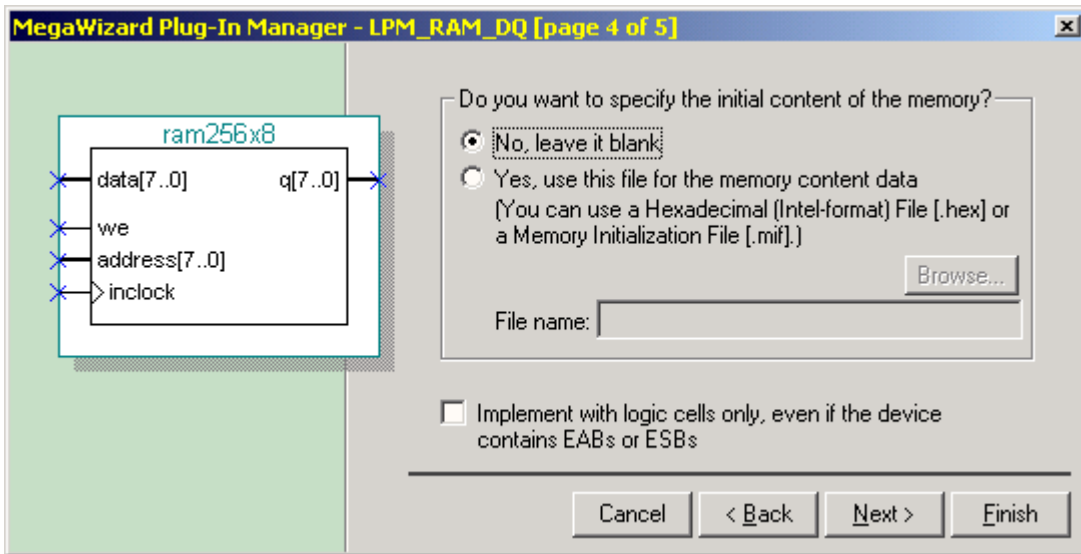 MegaWizard Plug-In Manager - LPM_RAM_DQ [page 4 of 5]
ram256x8
data[7..0] q[7..0]
we
address[7..0]
inclock
Do you want to specify the initial content of the memory?
No, leave it blank
Yes, use this file for the memory content data
(You can use a Hexadecimal (Intel-format) File [.hex] or
a Memory Initialization File [.mif].)
Browse...
File name:
Implement with logic cells only, even if the device
contains EABs or ESBs
Cancel < Back Next > Finish